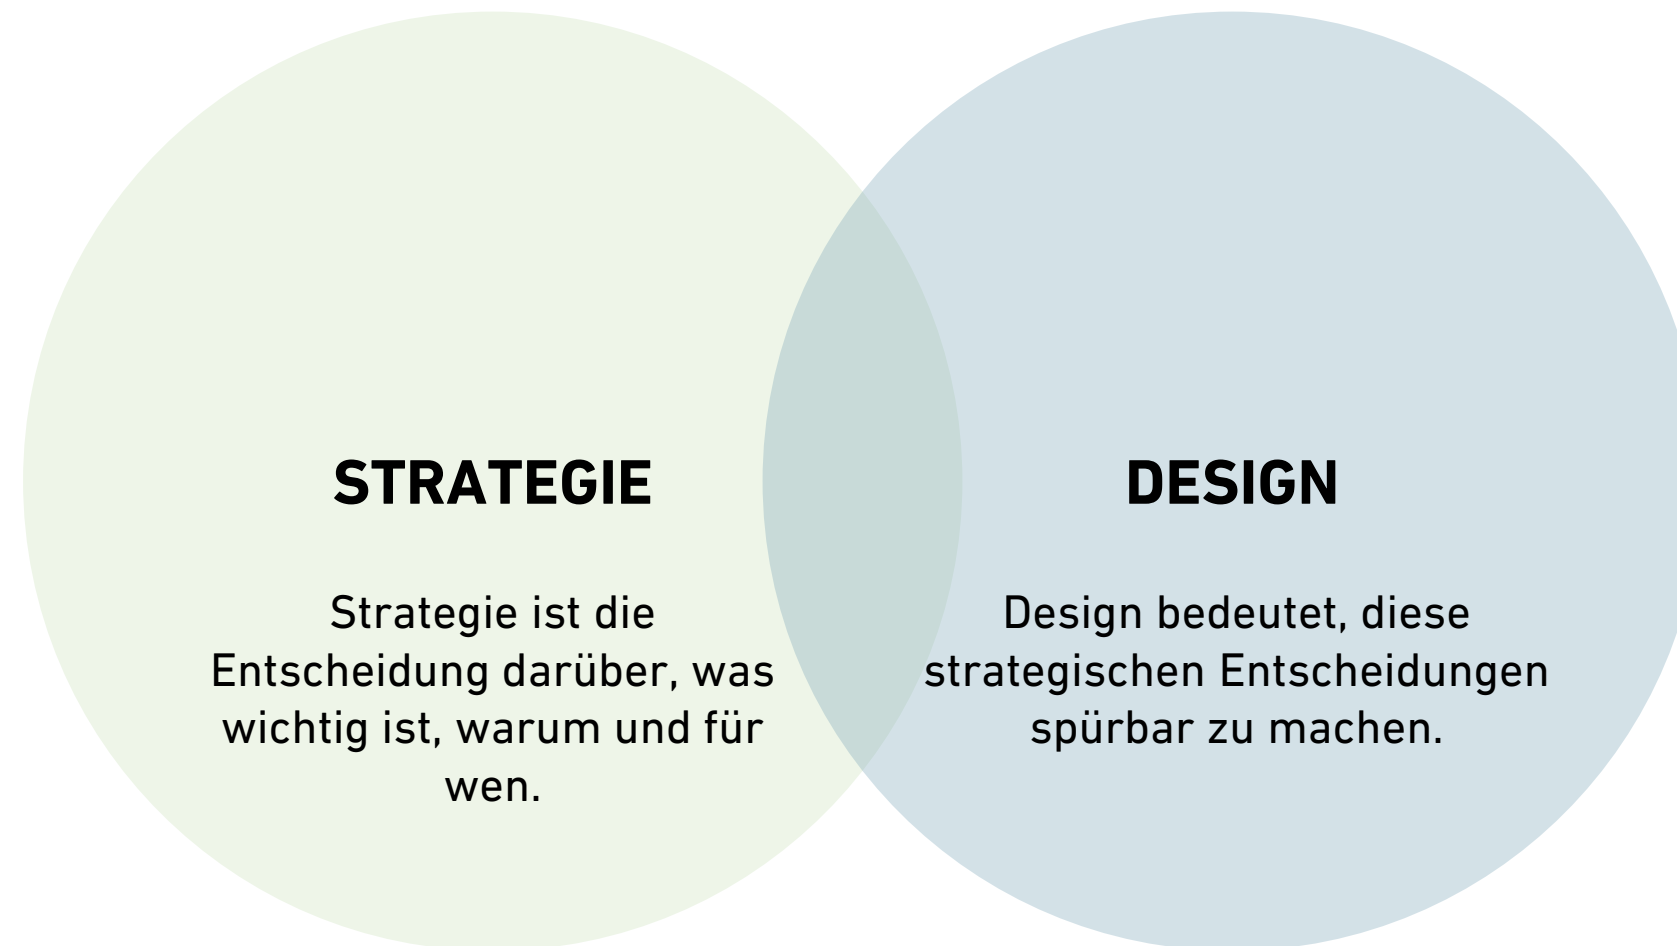 STRATEGIE
Strategie ist die
Entscheidung darüber, was
wichtig ist, warum und für
wen.
DESIGN
Design bedeutet, diese
strategischen Entscheidungen
spürbar zu machen.